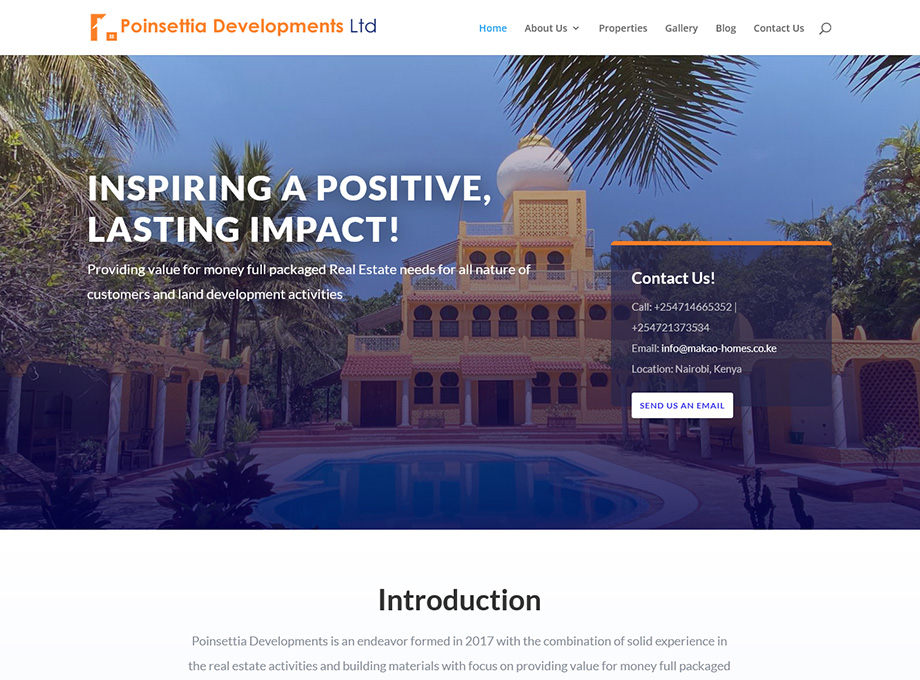 Poinsettia Developments Ltd
Home About Us Properties Gallery Blog Contact Us
INSPIRING A POSITIVE,
LASTING IMPACT!
Providing value for money full packaged Real Estate needs for all nature of
customers and land development activities
Contact Us!
Call: +254714665352 |
+254721373534
Email: info@makao-homes.co.ke
Location: Nairobi, Kenya
SEND US AN EMAIL
Introduction
Poinsettia Developments is an endeavor formed in 2017 with the combination of solid experience in
the real estate activities and building materials with focus on providing value for money full packaged